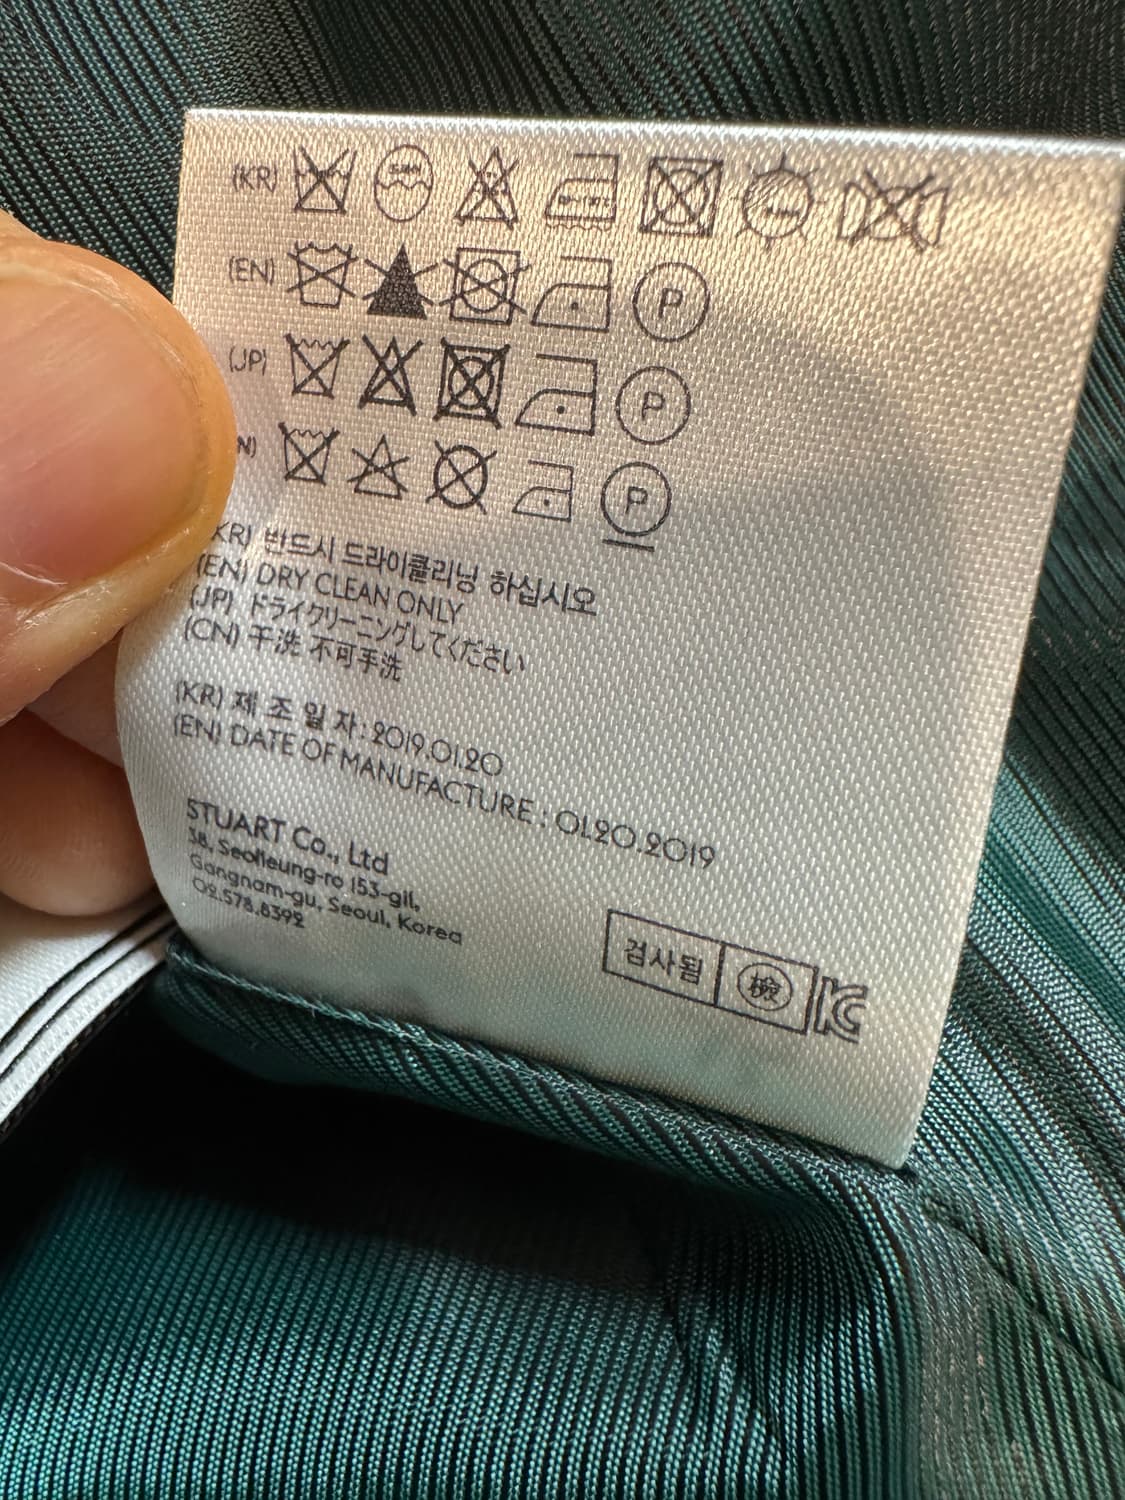 (KR)
(EN) P
(JP) P
N) P
KR) 반드시 드라이클리닝 하십시오
(EN) DRY CLEAN ONLY
(JP) ドライクリーニングしてください
(CN) 干洗 不可手洗
(KR) 제 조 일 자 : 2019.01.20
(EN) DATE OF MANUFACTURE : 01.20.2019
STUART Co., Ltd
38, Seolleung-ro 153-gil,
Gangnam-gu, Seoul, Korea
02.578.8392
검사됨 檢 KC